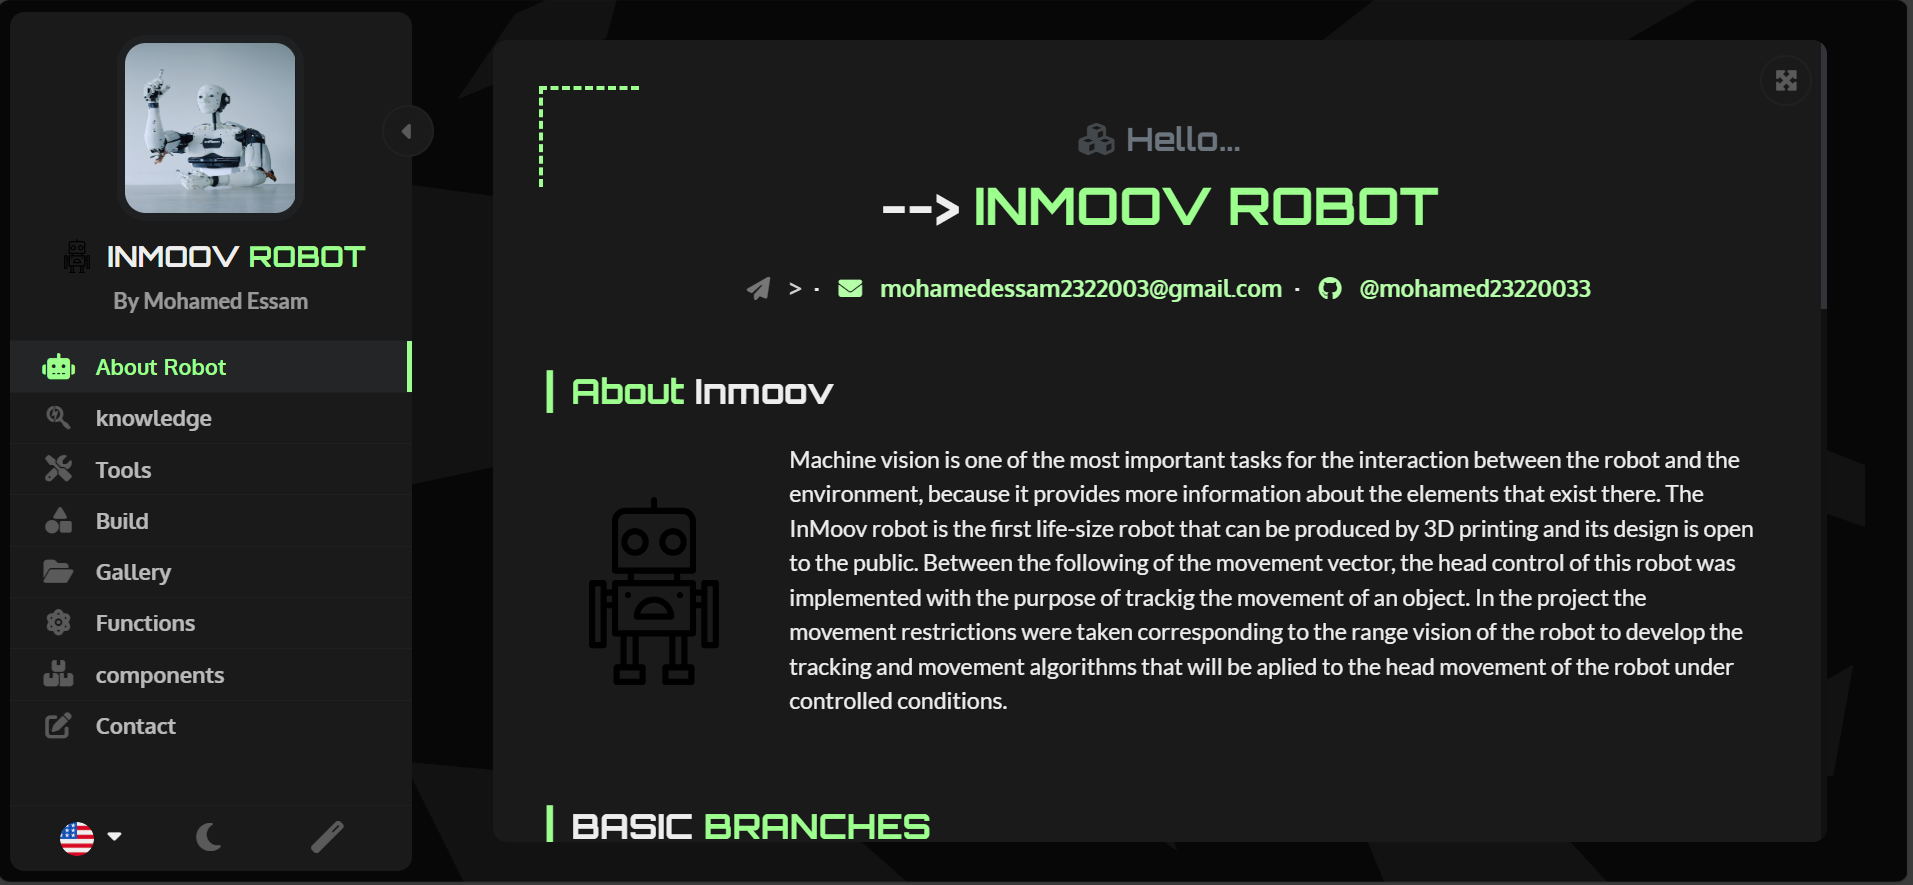 INMOOV ROBOT
By Mohamed Essam
About Robot
knowledge
Tools
Build
Gallery
Functions
components
Contact
Hello...
--> INMOOV ROBOT
> · mohamedessam2322003@gmail.com · @mohamed23220033
About Inmoov
Machine vision is one of the most important tasks for the interaction between the robot and the
environment, because it provides more information about the elements that exist there. The
InMoov robot is the first life-size robot that can be produced by 3D printing and its design is open
to the public. Between the following of the movement vector, the head control of this robot was
implemented with the purpose of trackig the movement of an object. In the project the
movement restrictions were taken corresponding to the range vision of the robot to develop the
tracking and movement algorithms that will be aplied to the head movement of the robot under
controlled conditions.
BASIC BRANCHES